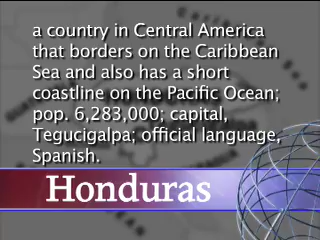 a country in Central America
that borders on the Caribbean
Sea and also has a short
coastline on the Pacific Ocean;
pop. 6,283,000; capital,
Tegucigalpa; official language,
Spanish.
Honduras